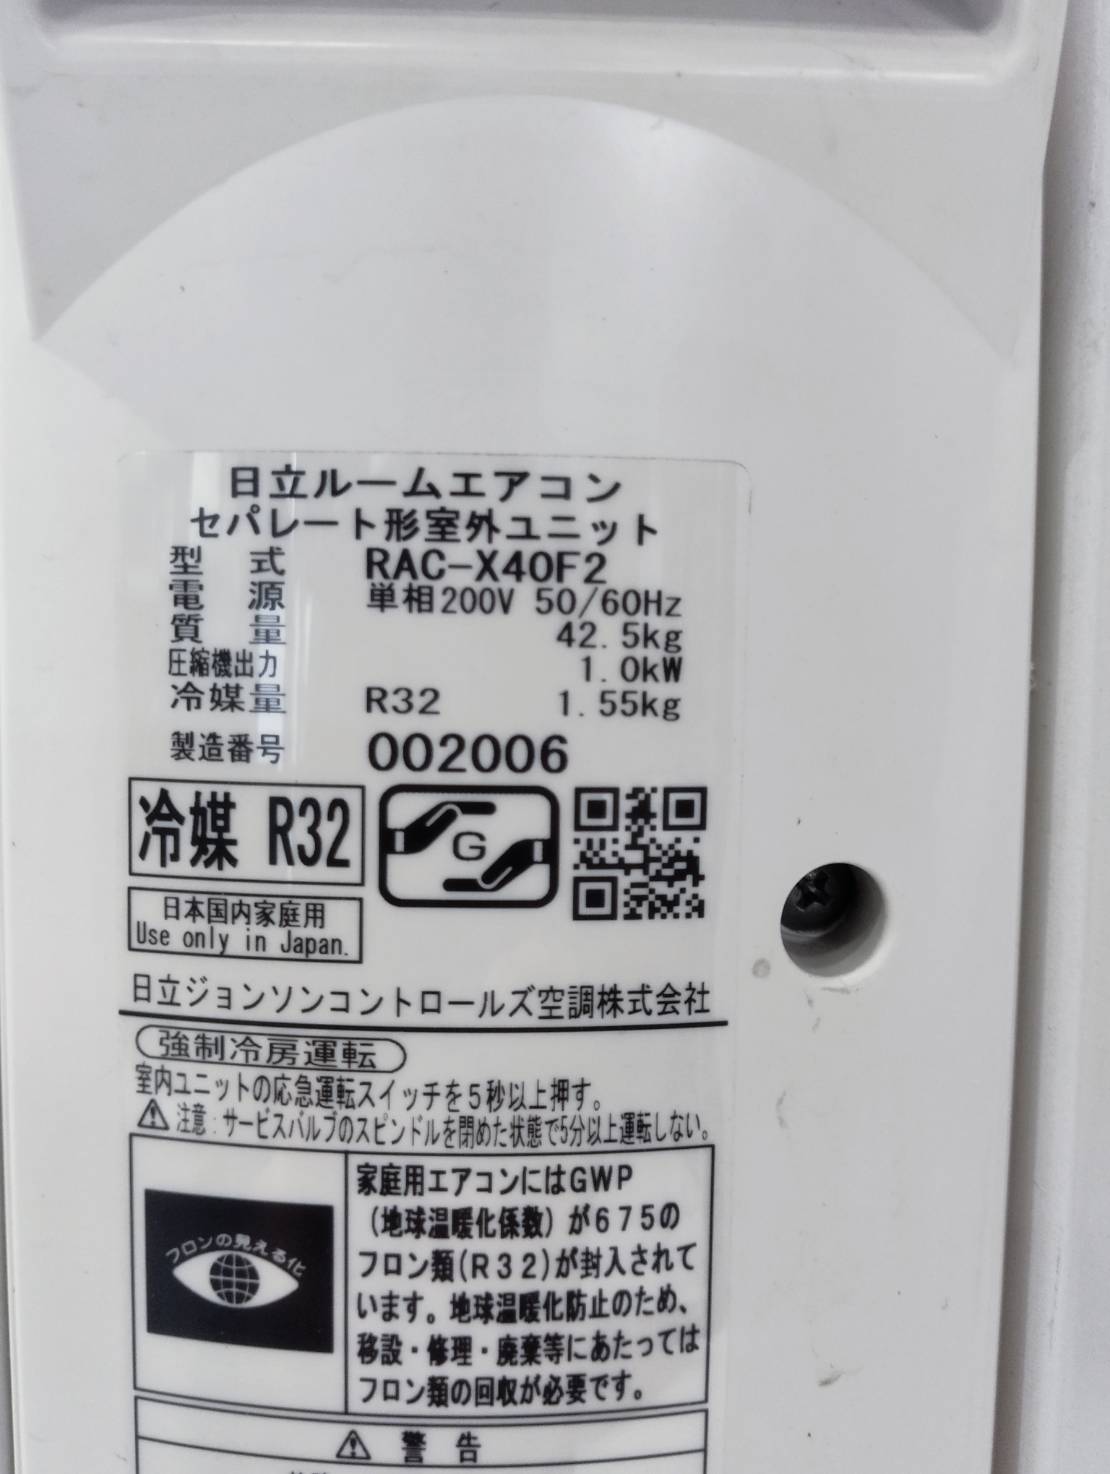 日立ルームエアコン
セパレート形室外ユニット
型 式 RAC-X40F2
電 源 単相200V 50/60Hz
質 量 42.5kg
圧縮機出力 1.0kW
冷媒量 R32 1.55kg
製造番号 002006
冷媒 R32
G
日本国内家庭用
Use only in Japan.
日立ジョンソンコントロールズ空調株式会社
強制冷房運転
室内ユニットの応急運転スイッチを5秒以上押す。
注意:サービスバルブのスピンドルを閉めた状態で5分以上運転しない。
フロンの見える化
家庭用エアコンにはGWP
(地球温暖化係数)が675の
フロン類(R32)が封入されて
います。地球温暖化防止のため、
移設・修理・廃棄等にあたっては
フロン類の回収が必要です。
警 告